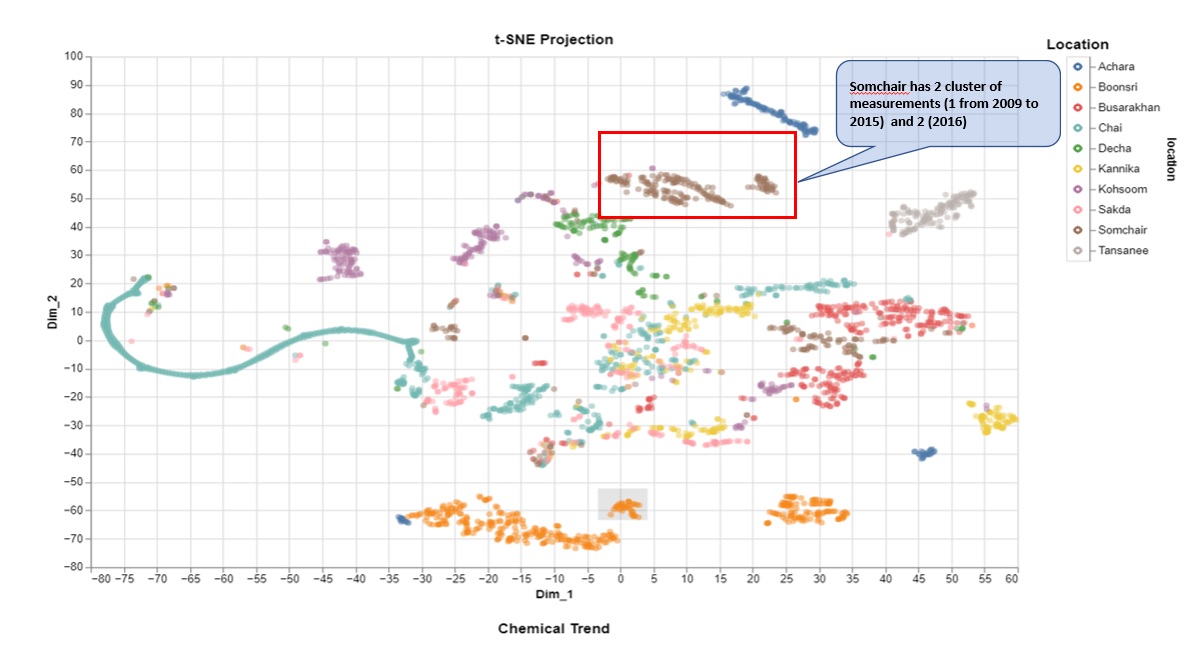 t-SNE Projection
Location
Achara
Boonsri
Busarakhan
Chai
Decha
Kannika
Kohsoom
Sakda
Somchair
Tansanee
location
Somchair has 2 cluster of
measurements (1 from 2009 to
2015) and 2 (2016)
100
90
80
70
60
50
40
30
20
10
0
−10
−20
−30
−40
−50
−60
−70
−80
Dim_2
−80 −75 −70 −65 −60 −55 −50 −45 −40 −35 −30 −25 −20 −15 −10 −5 0 5 10 15 20 25 30 35 40 45 50 55 60
Dim_1
Chemical Trend